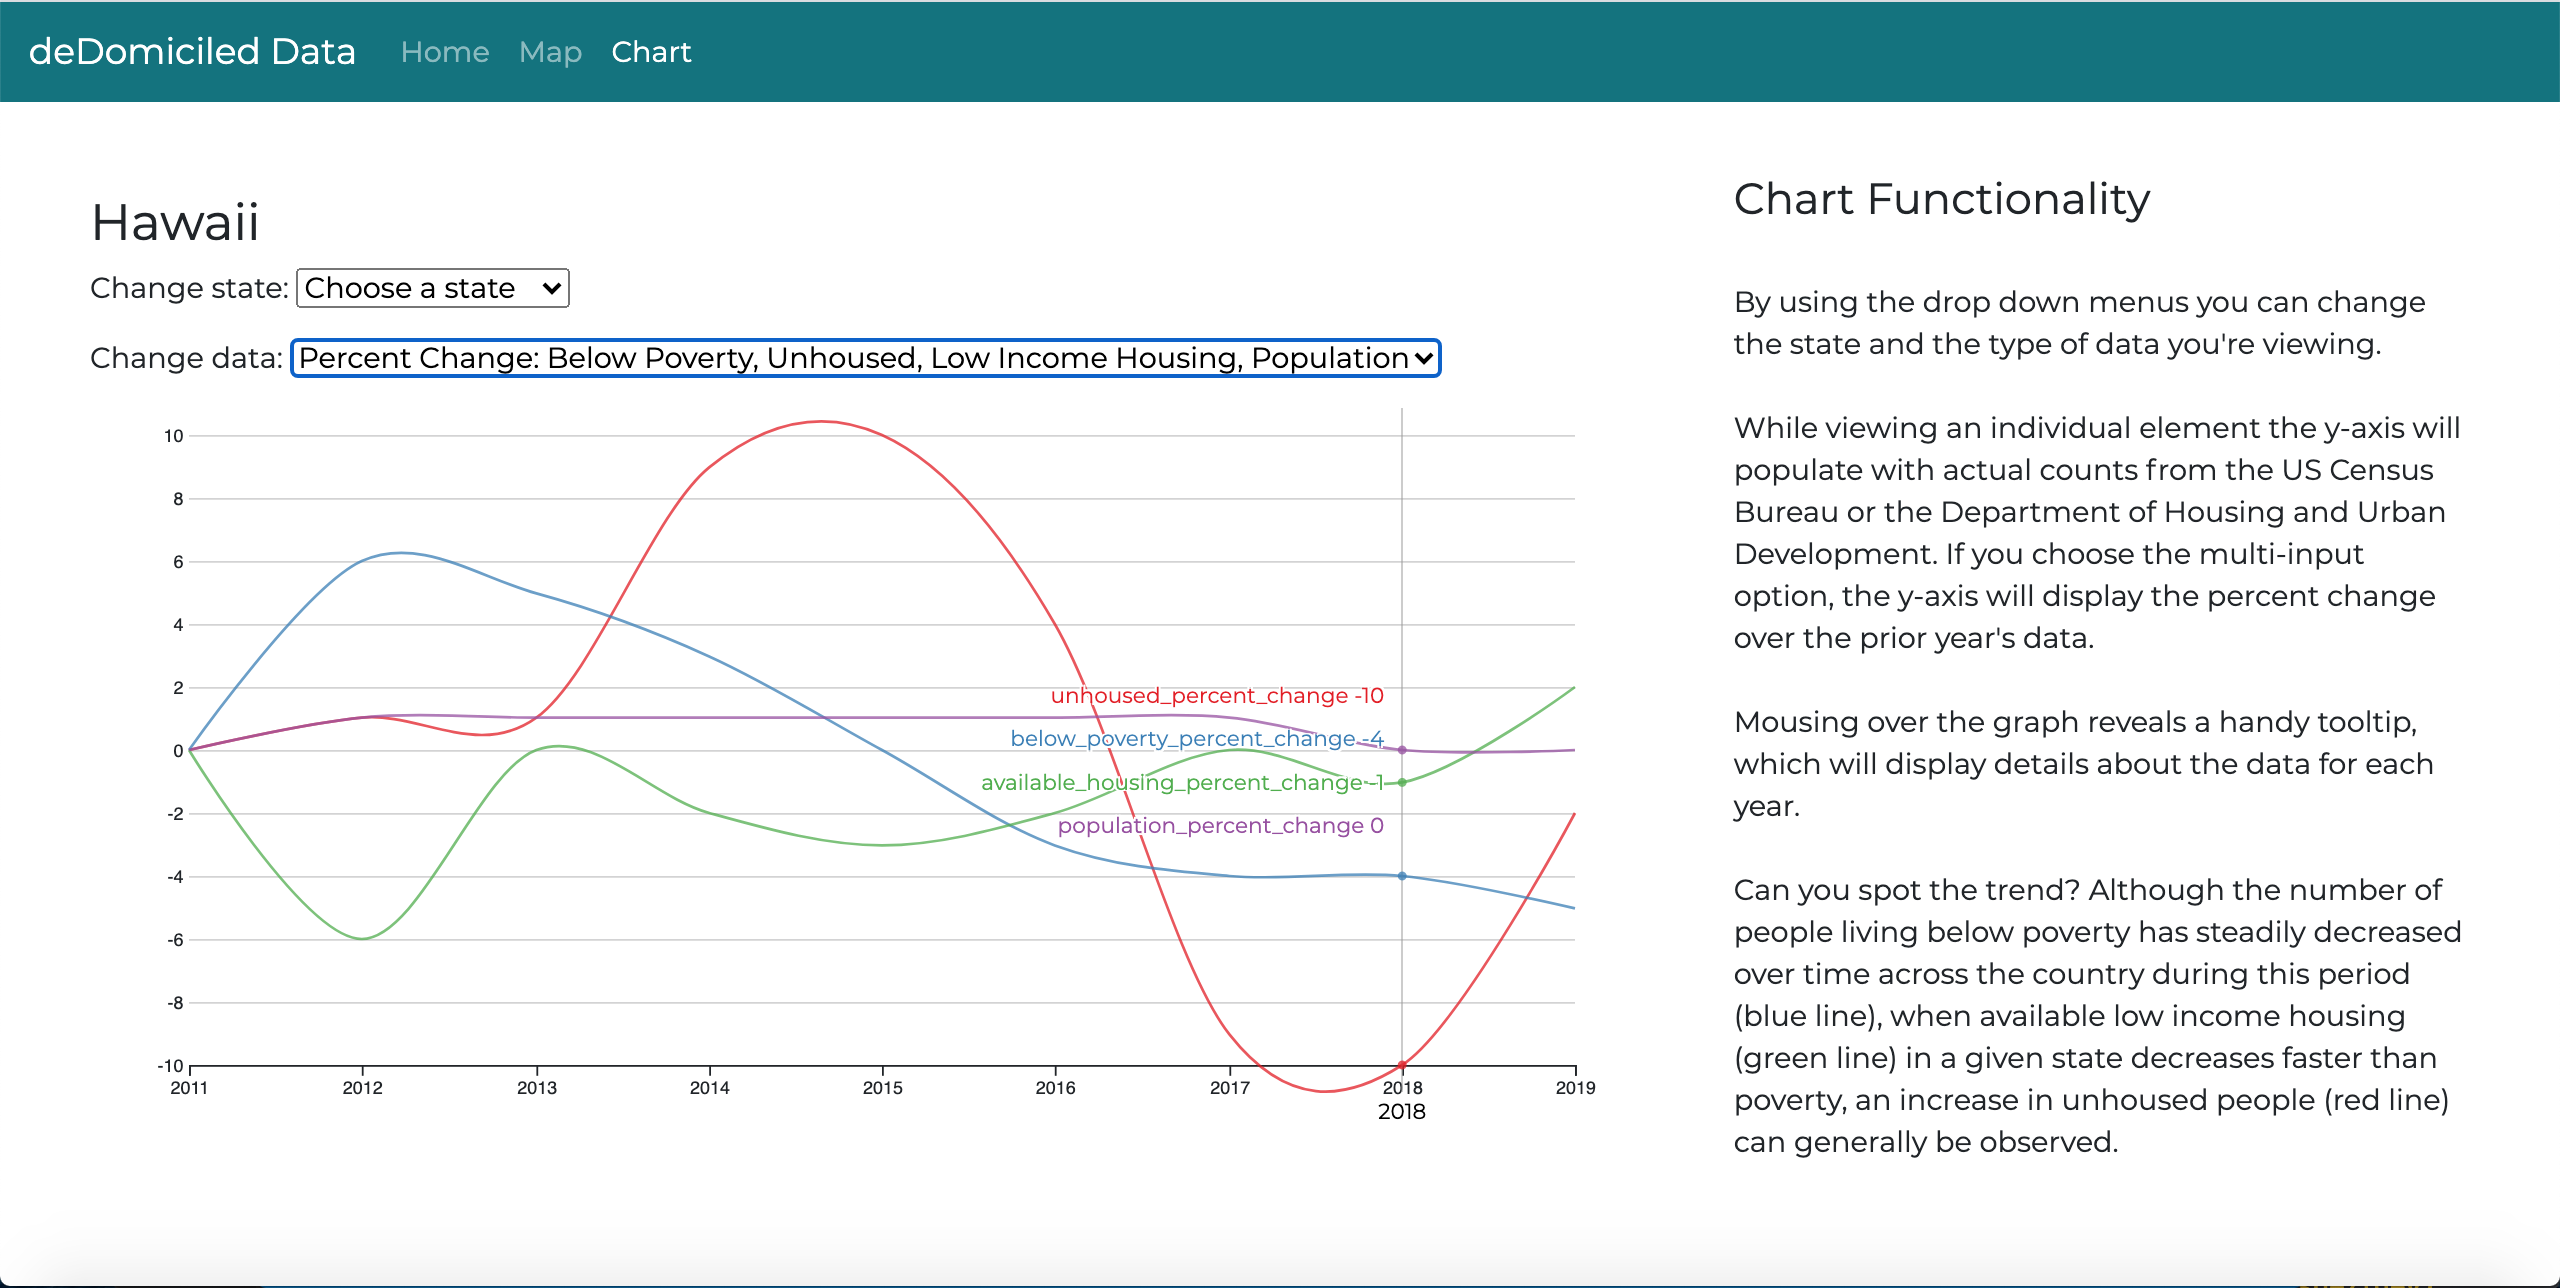 deDomiciled Data Home Map Chart
Hawaii
Change state: Choose a state
Change data: Percent Change: Below Poverty, Unhoused, Low Income Housing, Population
10
8
6
4
2
0
-2
-4
-6
-8
-10
unhoused_percent_change -10
below_poverty_percent_change -4
available_housing_percent_change -1
population_percent_change 0
2011 2012 2013 2014 2015 2016 2017 2018 2019
2018
Chart Functionality
By using the drop down menus you can change
the state and the type of data you're viewing.
While viewing an individual element the y-axis will
populate with actual counts from the US Census
Bureau or the Department of Housing and Urban
Development. If you choose the multi-input
option, the y-axis will display the percent change
over the prior year's data.
Mousing over the graph reveals a handy tooltip,
which will display details about the data for each
year.
Can you spot the trend? Although the number of
people living below poverty has steadily decreased
over time across the country during this period
(blue line), when available low income housing
(green line) in a given state decreases faster than
poverty, an increase in unhoused people (red line)
can generally be observed.